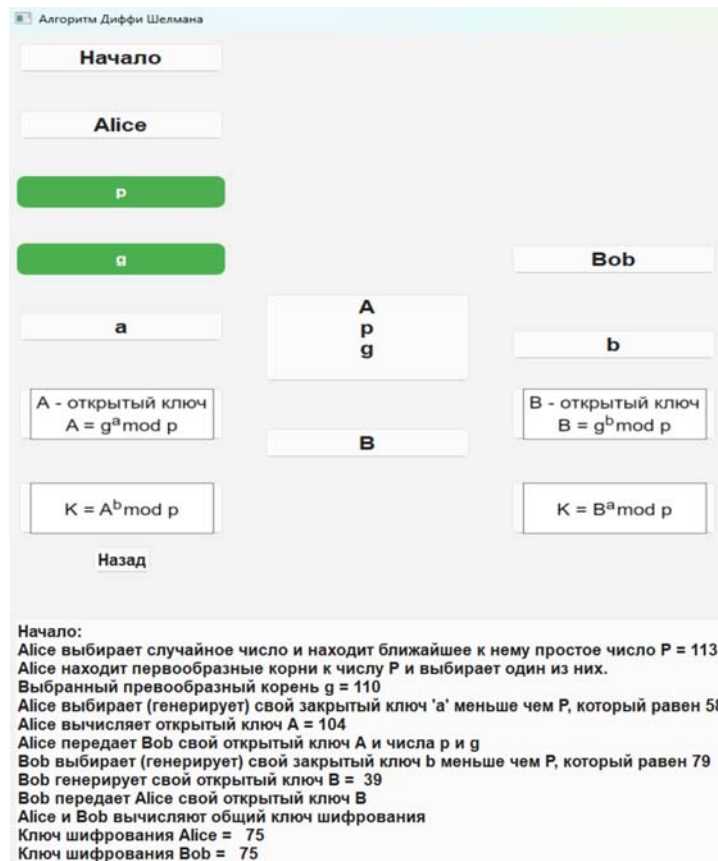 Алгоритм Диффи Шелмана
Начало
Alice
p
g
a
A - открытый ключ
A = gᵃ mod p
K = Aᵇ mod p
Назад
A
p
g
B
Bob
b
B - открытый ключ
B = gᵇ mod p
K = Bᵃ mod p
Начало:
Alice выбирает случайное число и находит ближайшее к нему простое число P = 113
Alice находит первообразные корни к числу P и выбирает один из них.
Выбранный превообразный корень g = 110
Alice выбирает (генерирует) свой закрытый ключ 'a' меньше чем P, который равен 58
Alice вычисляет открытый ключ A = 104
Alice передает Bob свой открытый ключ A и числа p и g
Bob выбирает (генерирует) свой закрытый ключ b меньше чем P, который равен 79
Bob генерирует свой открытый ключ B = 39
Bob передает Alice свой открытый ключ B
Alice и Bob вычисляют общий ключ шифрования
Ключ шифрования Alice = 75
Ключ шифрования Bob = 75